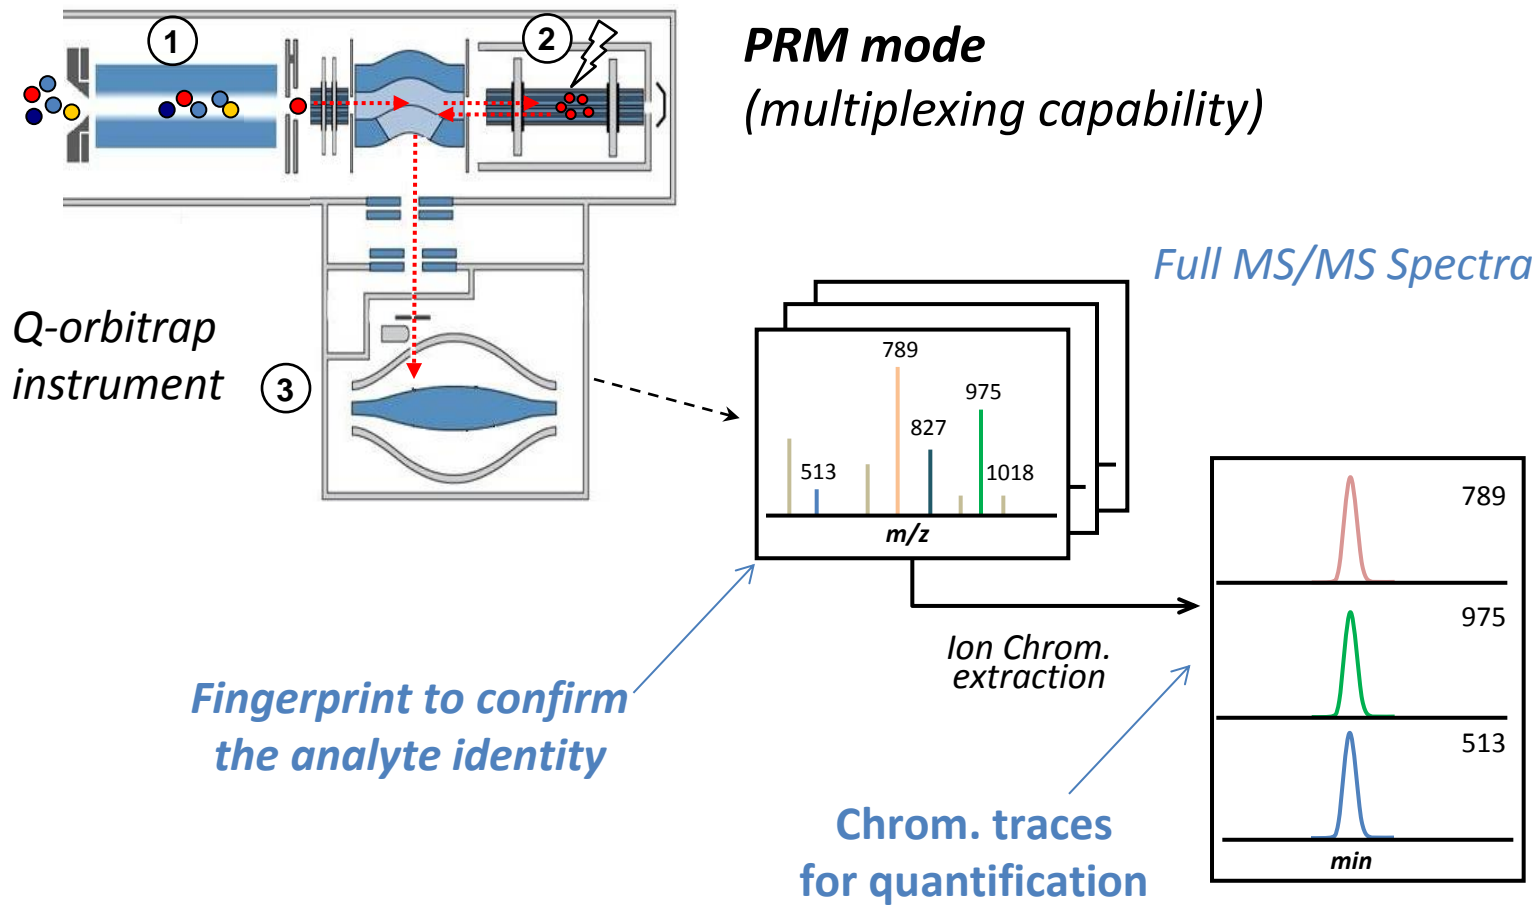 1
2
PRM mode
(multiplexing capability)
Full MS/MS Spectra
Q-orbitrap
instrument
3
789
975
827
513
1018
m/z
789
975
513
min
Ion Chrom.
extraction
Fingerprint to confirm
the analyte identity
Chrom. traces
for quantification